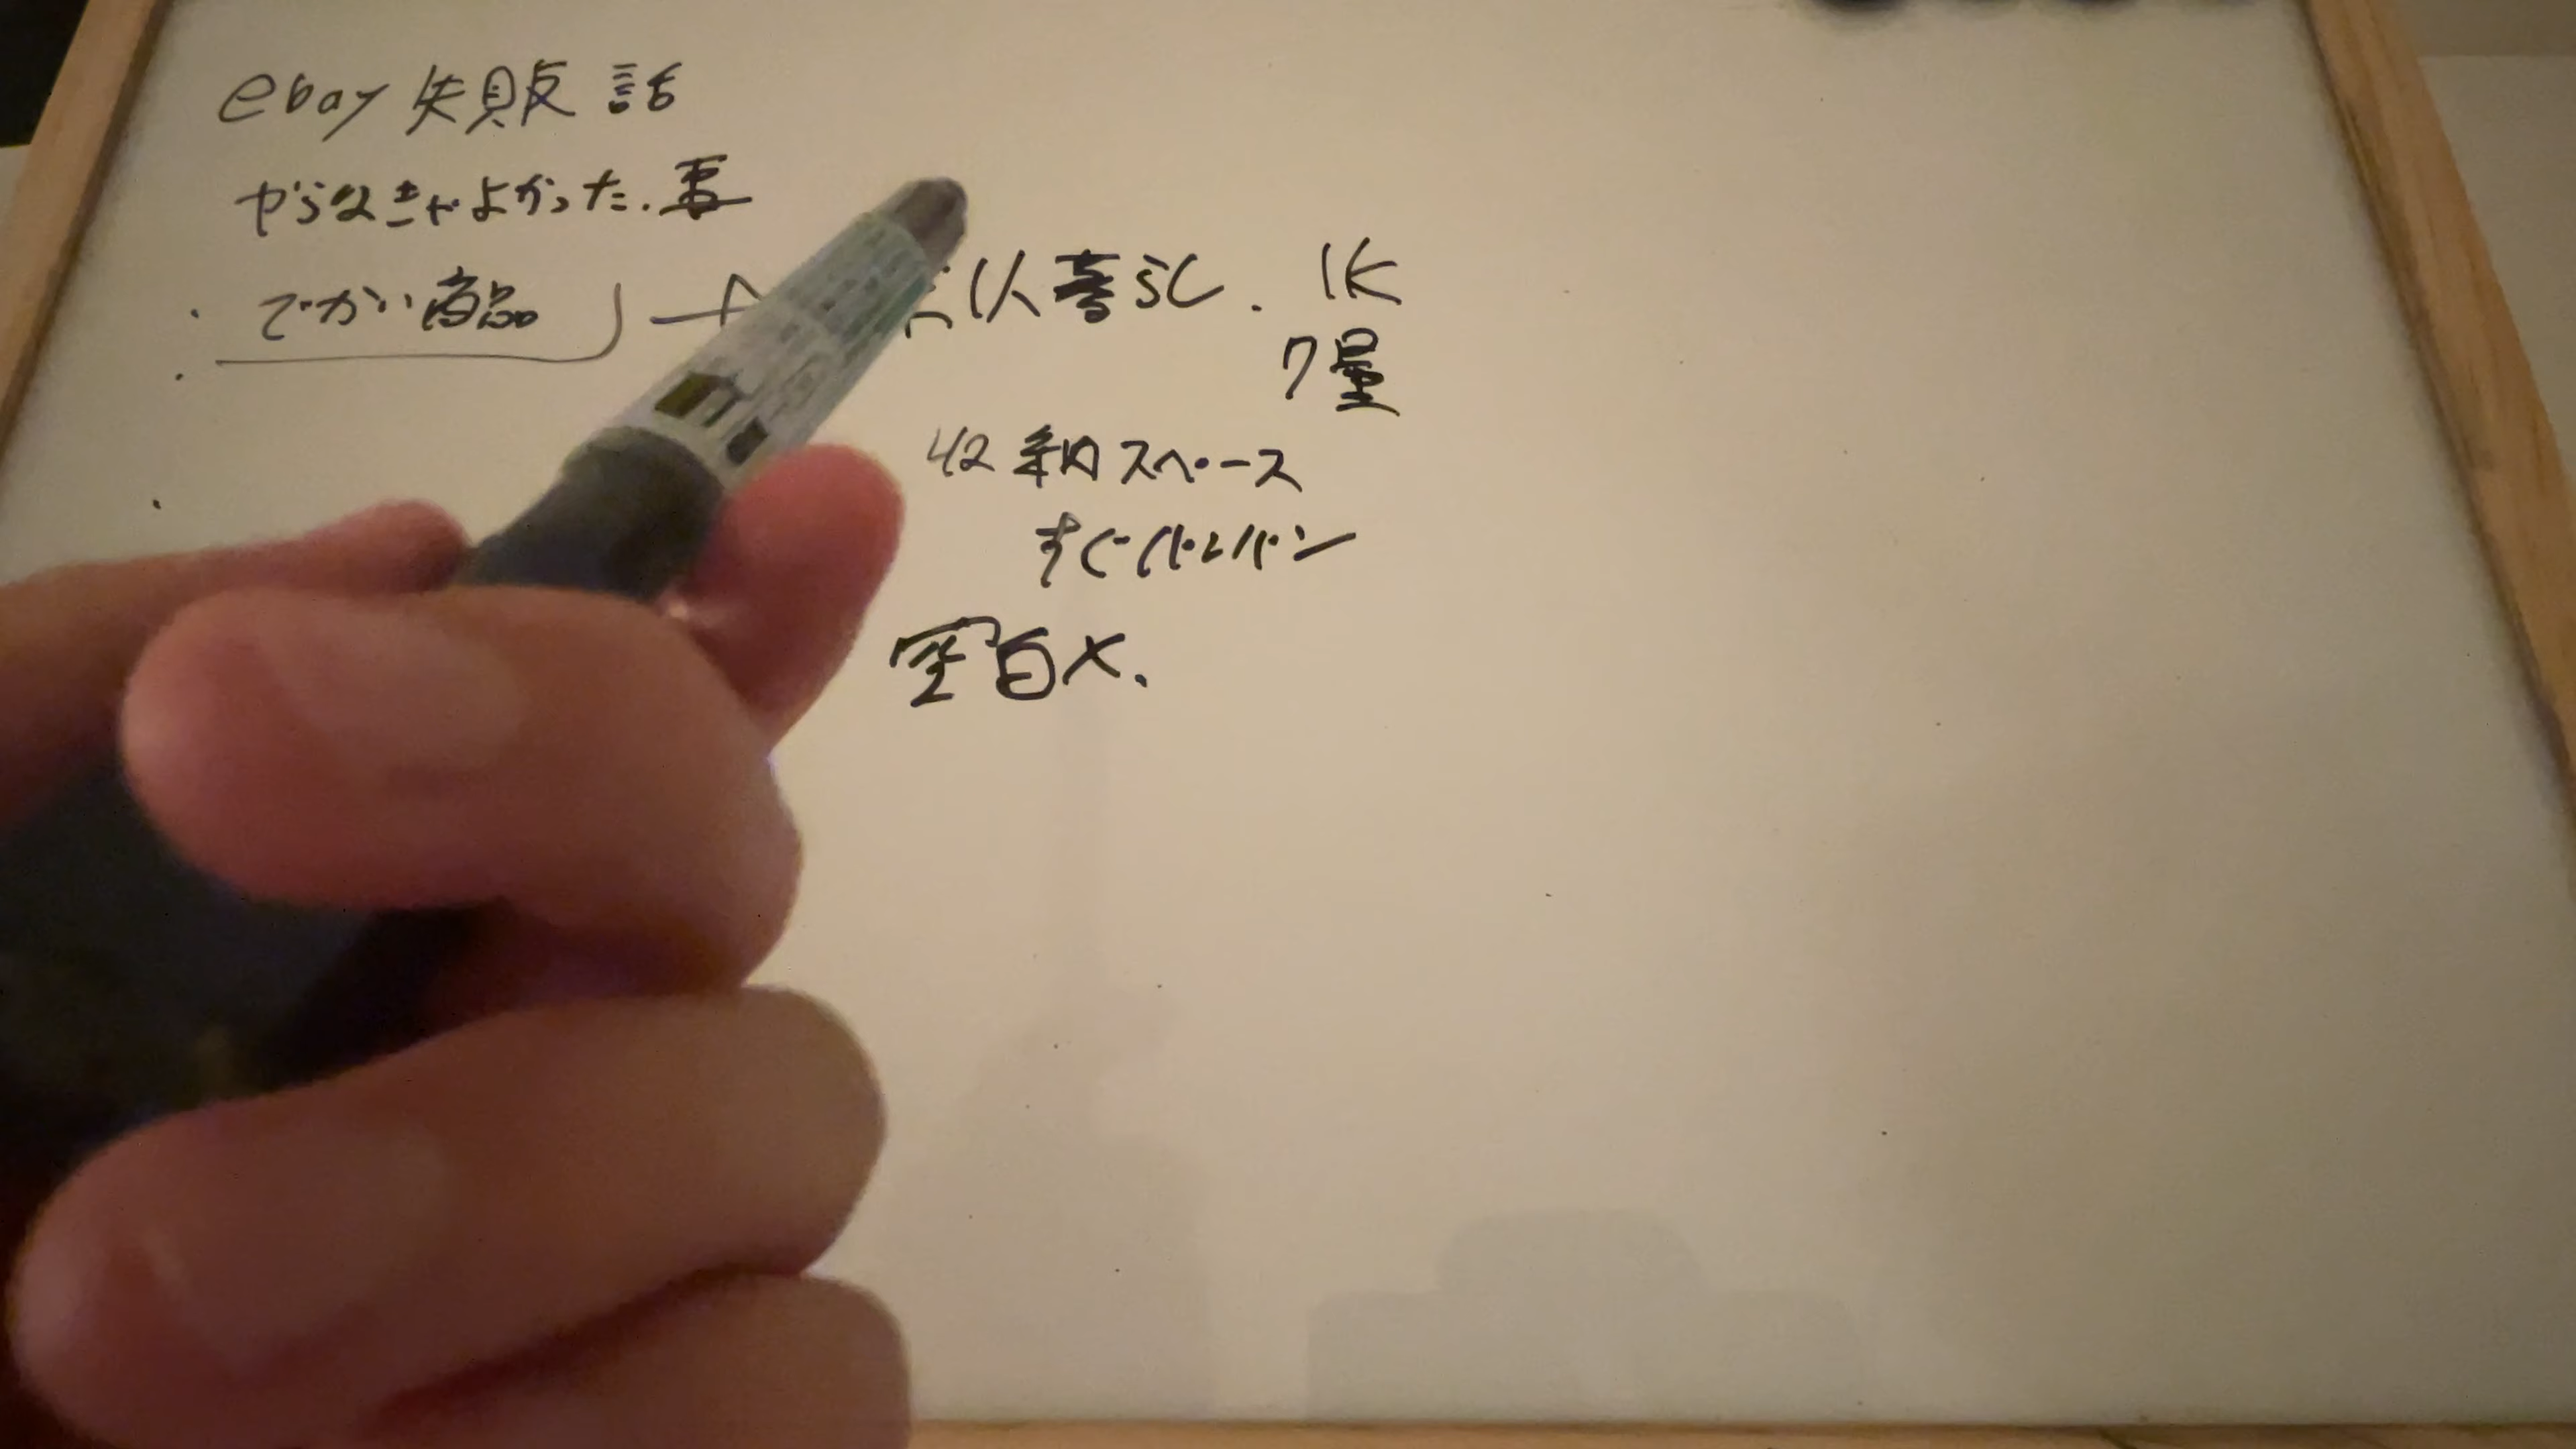 ebay 失敗話
やらなきゃよかった.事
・ でかい商品 → 1人暮らし. 1K
・
7畳
収納スペース
すぐパンパン
空白×.